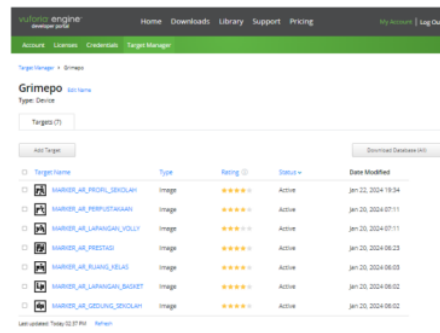 vuforia engine
developer portal
Home Downloads Library Support Pricing
My Account | Log Ou
Account Licenses Credentials Target Manager
Target Manager > Grimepo
Grimepo Edit Name
Type: Device
Targets (7)
Add Target
Download Database (All)
Target Name Type Rating Status Date Modified
MARKER_AR_PROFIL_SEKOLAH Image Active Jan 22, 2024 19:34
MARKER_AR_PERPUSTAKAAN Image Active Jan 20, 2024 07:11
MARKER_AR_LAPANGAN_VOLLY Image Active Jan 20, 2024 07:11
MARKER_AR_PRESTASI Image Active Jan 20, 2024 06:23
MARKER_AR_RUANG_KELAS Image Active Jan 20, 2024 06:03
MARKER_AR_LAPANGAN_BASKET Image Active Jan 20, 2024 06:02
MARKER_AR_GEDUNG_SEKOLAH Image Active Jan 20, 2024 06:02
Last updated: Today 02:37 PM Refresh